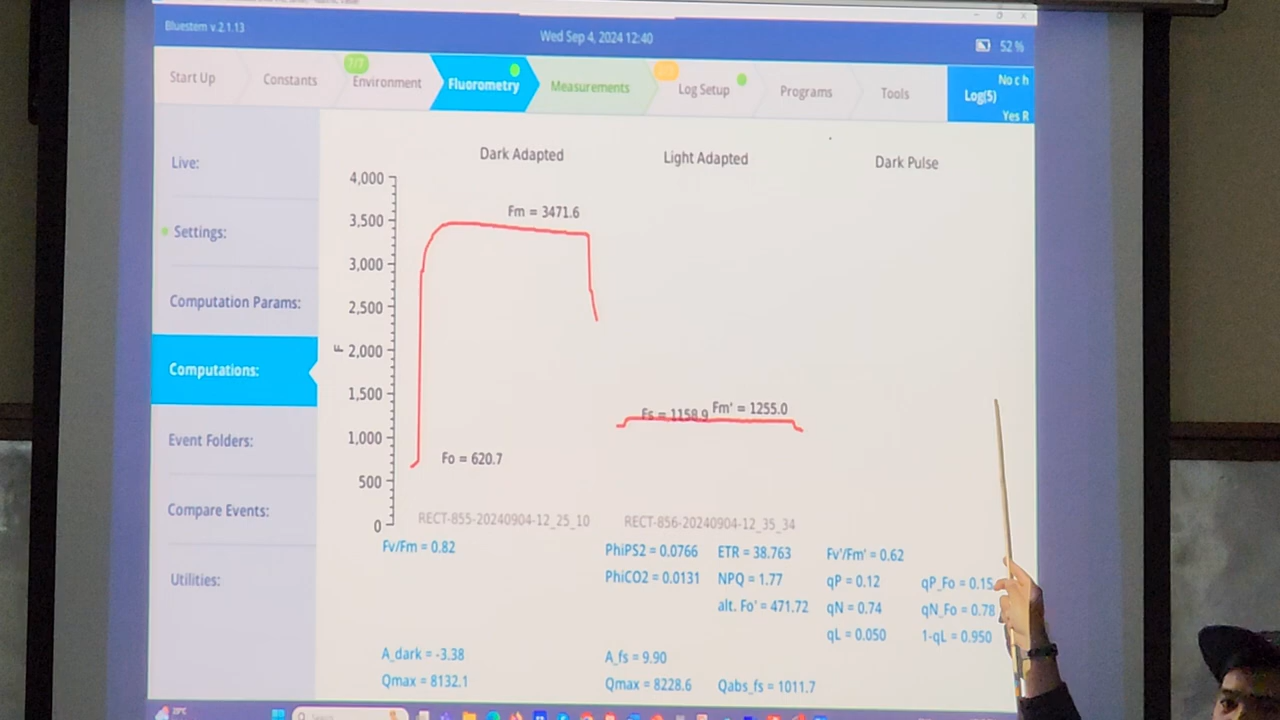 Bluestem v.2.1.13
Wed Sep 4, 2024 12:40
52 %
Start Up
Constants
7/7
Environment
Fluorometry
Measurements
Log Setup
Programs
Tools
No c h
Log(5)
Yes R
Live:
Settings:
Computation Params:
Computations:
Event Folders:
Compare Events:
Utilities:
Dark Adapted
Light Adapted
Dark Pulse
4,000
3,500
3,000
2,500
2,000
1,500
1,000
500
0
F
Fm = 3471.6
Fo = 620.7
Fs = 1158.9
Fm' = 1255.0
RECT-855-20240904-12_25_10
RECT-856-20240904-12_35_34
Fv/Fm = 0.82
PhiPS2 = 0.0766
ETR = 38.763
Fv'/Fm' = 0.62
PhiCO2 = 0.0131
NPQ = 1.77
qP = 0.12
qP_Fo = 0.15
alt. Fo' = 471.72
qN = 0.74
qN_Fo = 0.78
qL = 0.050
1-qL = 0.950
A_dark = -3.38
A_fs = 9.90
Qmax = 8132.1
Qmax = 8228.6
Qabs_fs = 1011.7
Search